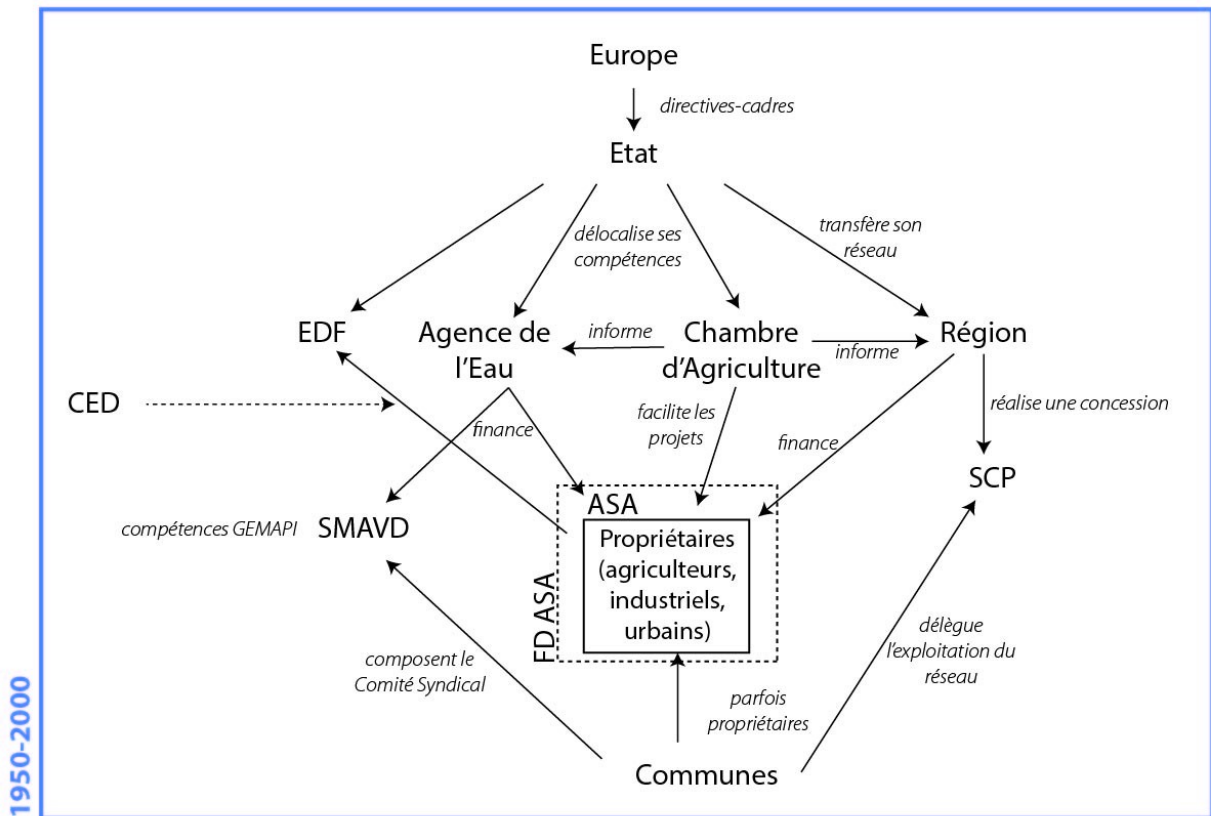 Europe
directives-cadres
Etat
délocalise ses
compétences
transfère son
réseau
EDF
Agence de
l'Eau
informe
Chambre
d'Agriculture
informe
Région
CED
finance
facilite les
projets
finance
réalise une concession
SCP
compétences GEMAPI
SMAVD
ASA
Propriétaires
(agriculteurs,
industriels,
urbains)
FD ASA
composent le
Comité Syndical
parfois
propriétaires
délègue
l'exploitation du
réseau
Communes
1950-2000